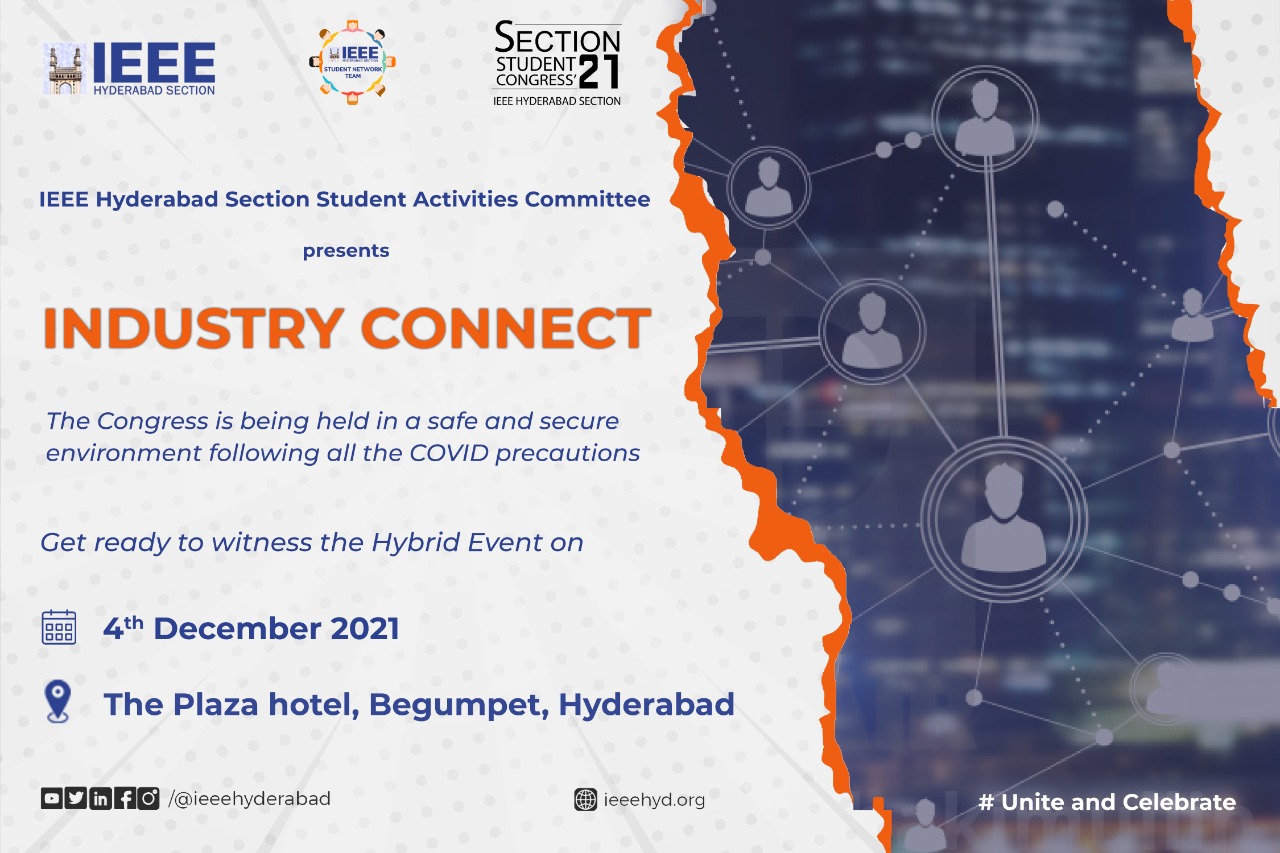 IEEE
HYDERABAD SECTION
IEEE
HYDERABAD SECTION
STUDENT NETWORK
TEAM
SECTION
STUDENT
CONGRESS'21
IEEE HYDERABAD SECTION
IEEE Hyderabad Section Student Activities Committee
presents
INDUSTRY CONNECT
The Congress is being held in a safe and secure
environment following all the COVID precautions
Get ready to witness the Hybrid Event on
4th December 2021
The Plaza hotel, Begumpet, Hyderabad
/@ieeehyderabad
ieeehyd.org
# Unite and Celebrate